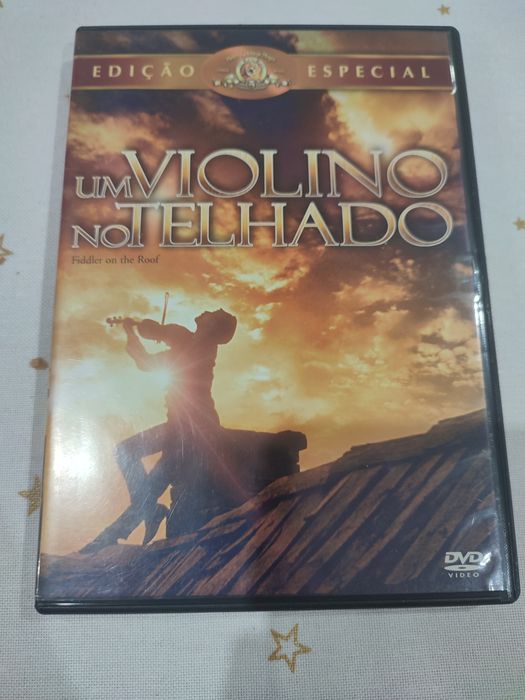 EDIÇÃO ESPECIAL
UM VIOLINO
NO TELHADO
Fiddler on the Roof
DVD
VIDEO